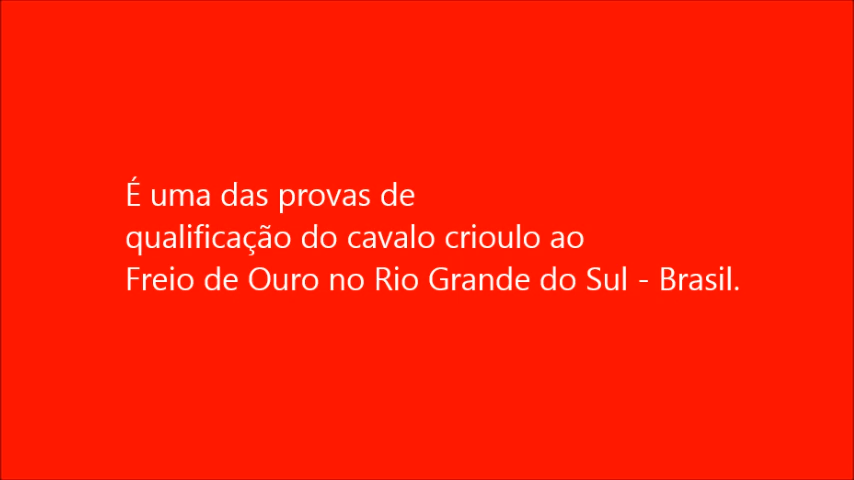 É uma das provas de
qualificação do cavalo crioulo ao
Freio de Ouro no Rio Grande do Sul - Brasil.